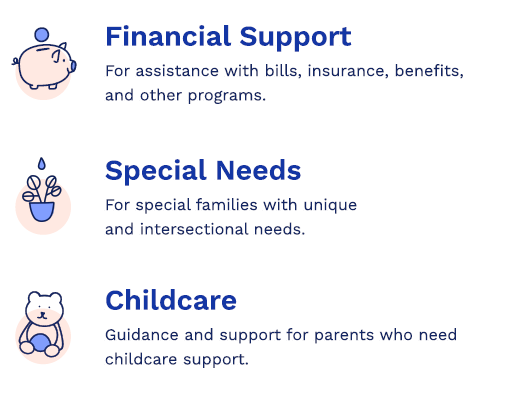 Financial Support
For assistance with bills, insurance, benefits,
and other programs.
Special Needs
For special families with unique
and intersectional needs.
Childcare
Guidance and support for parents who need
childcare support.